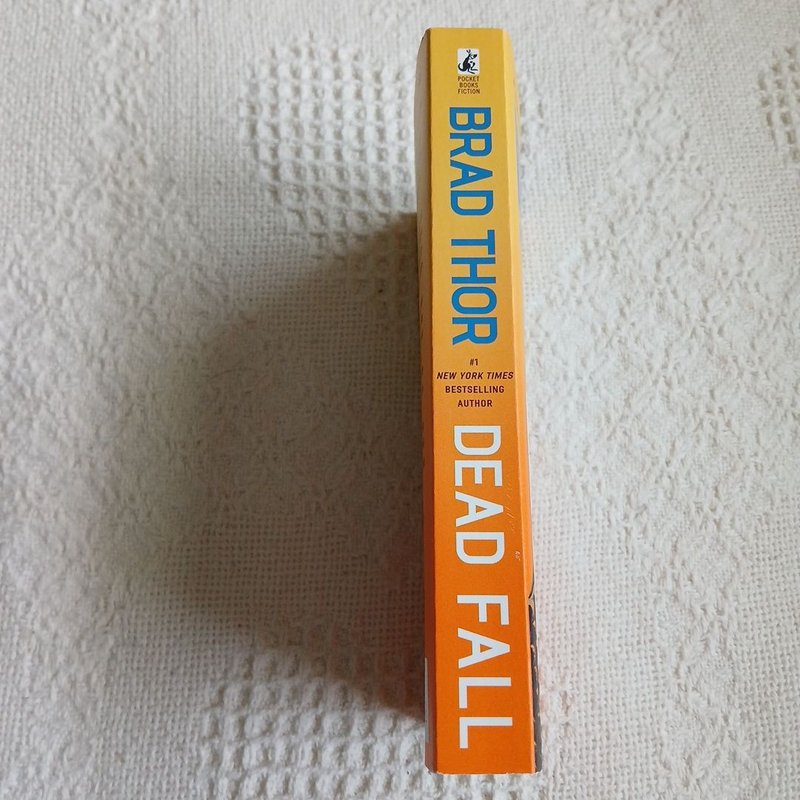 POCKET
BOOKS
FICTION
BRAD THOR
#1
NEW YORK TIMES
BESTSELLING
AUTHOR
DEAD FALL